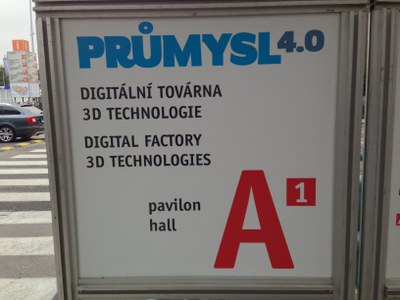 PRŮMYSL 4.0
DIGITÁLNÍ TOVÁRNA
3D TECHNOLOGIE
DIGITAL FACTORY
3D TECHNOLOGIES
pavilon
hall
A 1